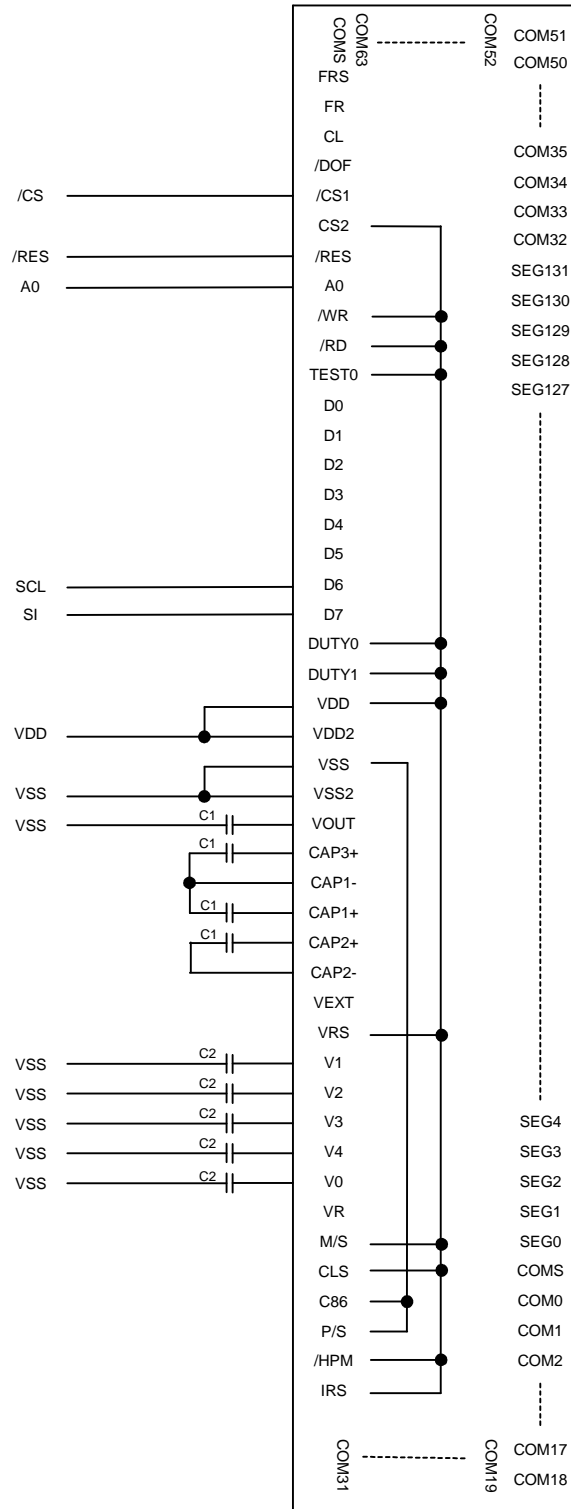 COMS
COM63
COM52
COM51
COM50
FRS
FR
CL
/DOF
COM35
COM34
/CS
/CS1
COM33
CS2
COM32
/RES
/RES
SEG131
A0
A0
SEG130
/WR
SEG129
/RD
SEG128
TEST0
SEG127
D0
D1
D2
D3
D4
D5
SCL
D6
SI
D7
DUTY0
DUTY1
VDD
VDD
VDD2
VSS
VSS
VSS2
VSS
C1
VOUT
C1
CAP3+
CAP1-
C1
CAP1+
C1
CAP2+
CAP2-
VEXT
VRS
VSS
C2
V1
VSS
C2
V2
VSS
C2
V3
SEG4
VSS
C2
V4
SEG3
VSS
C2
V0
SEG2
VR
SEG1
M/S
SEG0
CLS
COMS
C86
COM0
P/S
COM1
/HPM
COM2
IRS
COM31
COM19
COM17
COM18